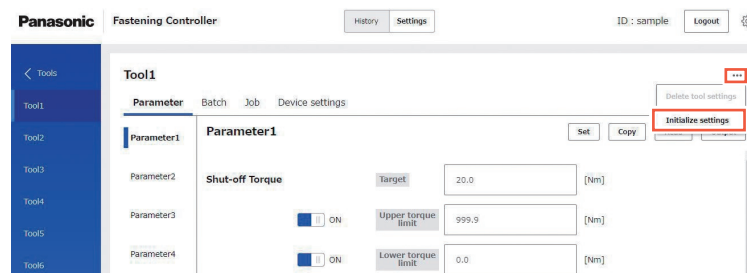 Panasonic Fastening Controller History Settings ID : sample Logout
< Tools
Tool1
Tool2
Tool3
Tool4
Tool5
Tool6
Tool1
...
Delete tool settings
Initialize settings
Parameter Batch Job Device settings
Parameter1
Parameter2
Parameter3
Parameter4
Parameter1
Set Copy
Shut-off Torque Target 20.0 [Nm]
ON Upper torque
limit 999.9 [Nm]
ON Lower torque
limit 0.0 [Nm]